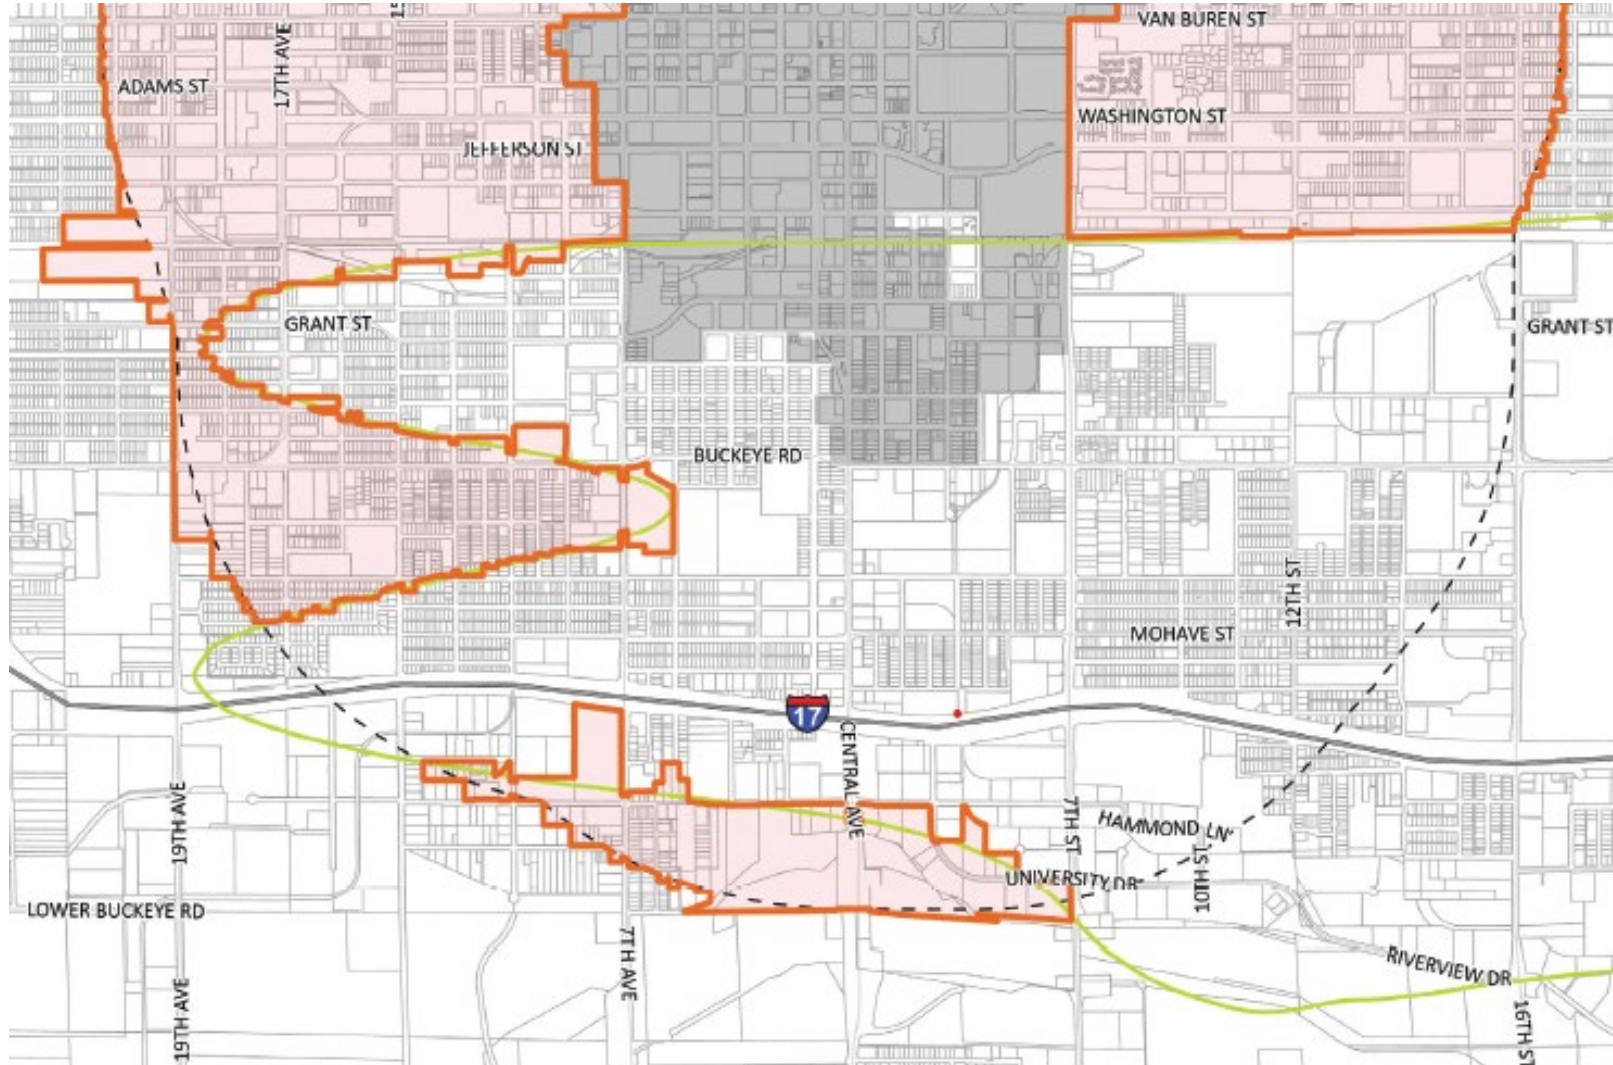 VAN BUREN ST
17TH AVE
ADAMS ST
WASHINGTON ST
JEFFERSON ST
GRANT ST
GRANT ST
BUCKEYE RD
12TH ST
MOHAVE ST
17
CENTRAL AVE
19TH AVE
7TH ST
HAMMOND LN
10TH ST
UNIVERSITY DR
LOWER BUCKEYE RD
7TH AVE
RIVERVIEW DR
19TH AVE
16TH ST